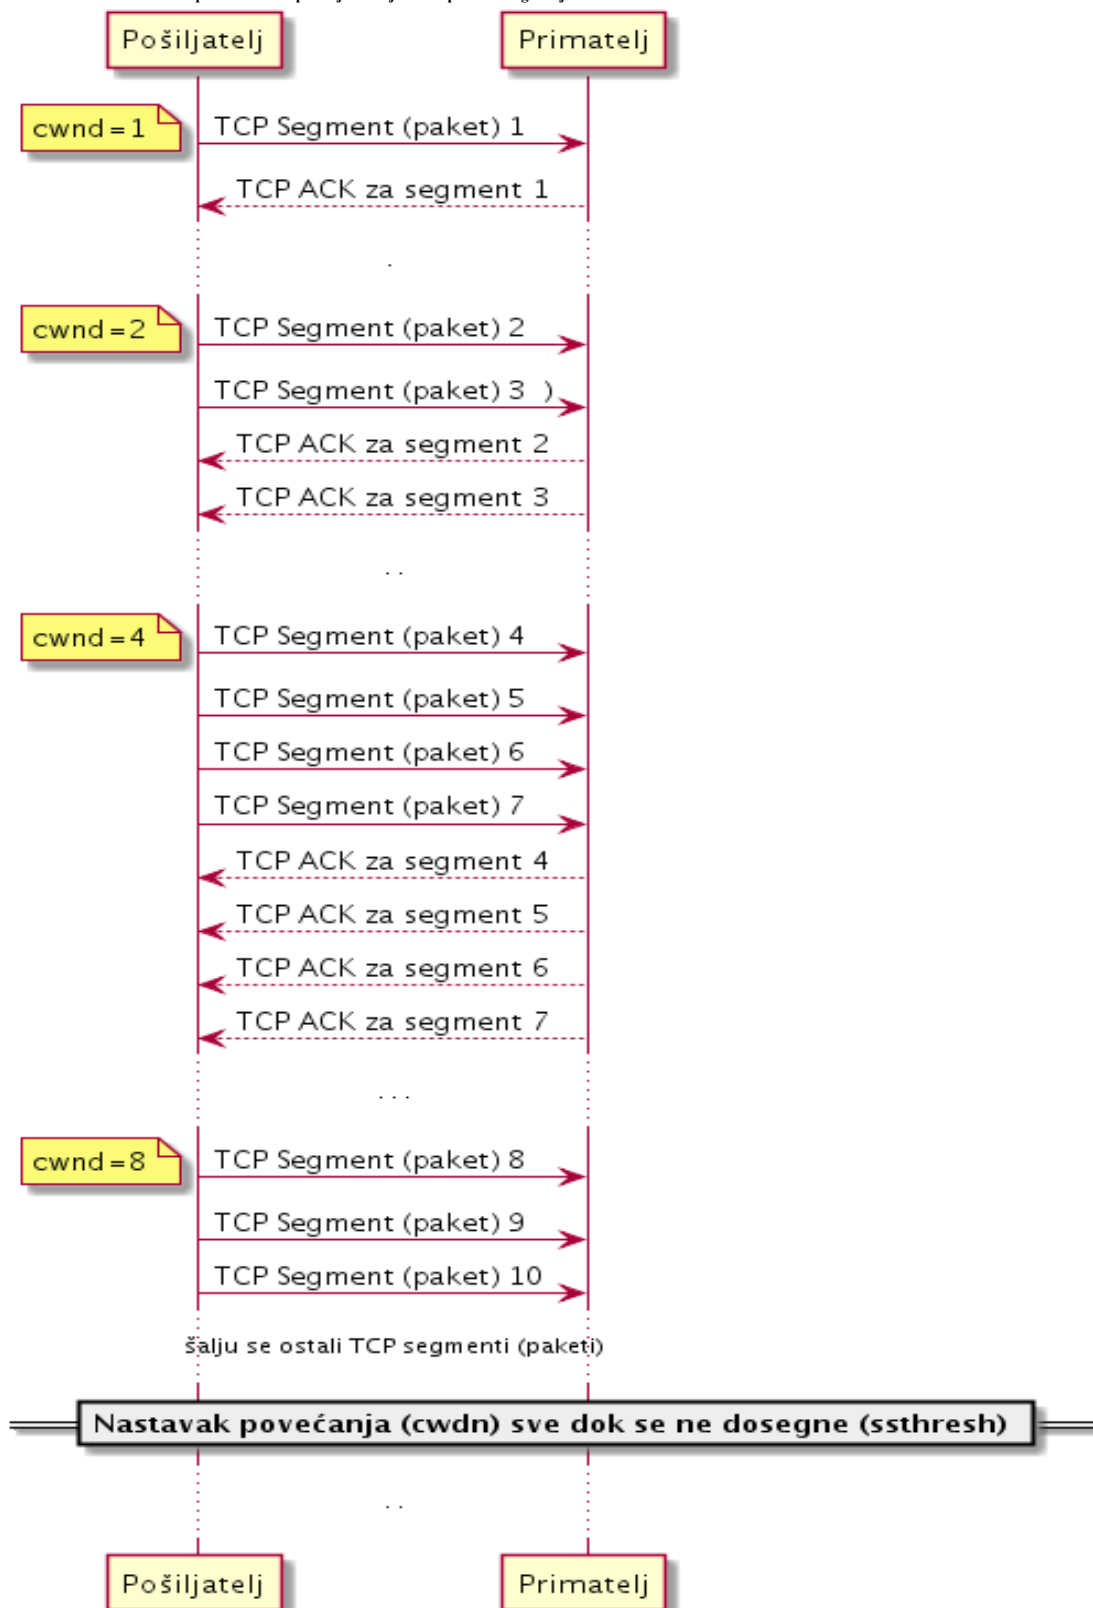 Pošiljatelj
Primatelj
cwnd=1
TCP Segment (paket) 1
TCP ACK za segment 1
.
cwnd=2
TCP Segment (paket) 2
TCP Segment (paket) 3 )
TCP ACK za segment 2
TCP ACK za segment 3
. .
cwnd=4
TCP Segment (paket) 4
TCP Segment (paket) 5
TCP Segment (paket) 6
TCP Segment (paket) 7
TCP ACK za segment 4
TCP ACK za segment 5
TCP ACK za segment 6
TCP ACK za segment 7
. . .
cwnd=8
TCP Segment (paket) 8
TCP Segment (paket) 9
TCP Segment (paket) 10
šalju se ostali TCP segmenti (paketi)
Nastavak povećanja (cwdn) sve dok se ne dosegne (ssthresh)
. .
Pošiljatelj
Primatelj